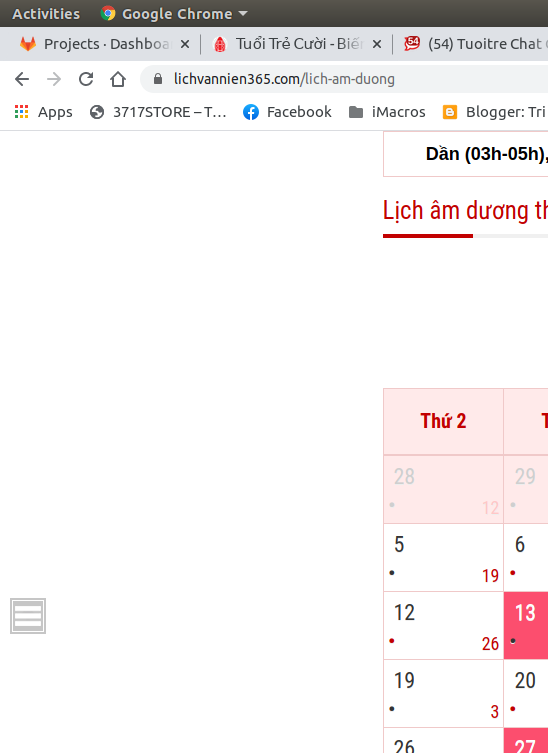 Activities Google Chrome
Projects · Dashboa Tuổi Trẻ Cười - Biế (54) Tuoitre Chat
lichvannien365.com/lich-am-duong
Apps 3717STORE – T… Facebook iMacros Blogger: Tri
Dần (03h-05h),
Lịch âm dương th
Thứ 2 T
28 29
12
5 6
19
12 13
26
19 20
3
26 27